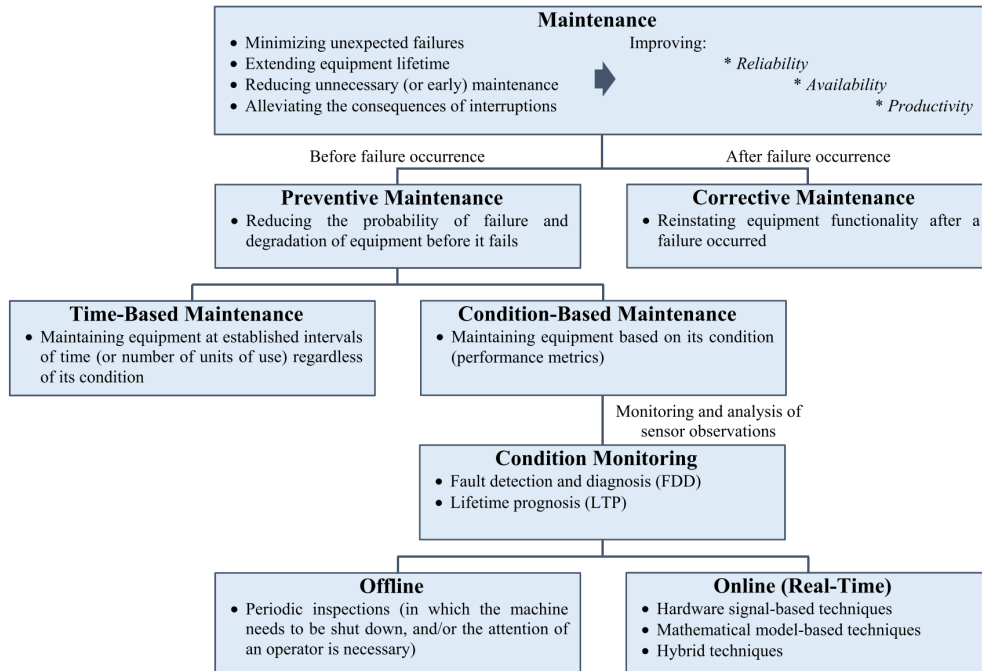 Maintenance
• Minimizing unexpected failures
• Extending equipment lifetime
• Reducing unnecessary (or early) maintenance
• Alleviating the consequences of interruptions
Improving:
* Reliability
* Availability
* Productivity
Before failure occurrence
After failure occurrence
Preventive Maintenance
• Reducing the probability of failure and
degradation of equipment before it fails
Corrective Maintenance
• Reinstating equipment functionality after a
failure occurred
Time-Based Maintenance
• Maintaining equipment at established intervals
of time (or number of units of use) regardless
of its condition
Condition-Based Maintenance
• Maintaining equipment based on its condition
(performance metrics)
Monitoring and analysis of
sensor observations
Condition Monitoring
• Fault detection and diagnosis (FDD)
• Lifetime prognosis (LTP)
Offline
• Periodic inspections (in which the machine
needs to be shut down, and/or the attention of
an operator is necessary)
Online (Real-Time)
• Hardware signal-based techniques
• Mathematical model-based techniques
• Hybrid techniques